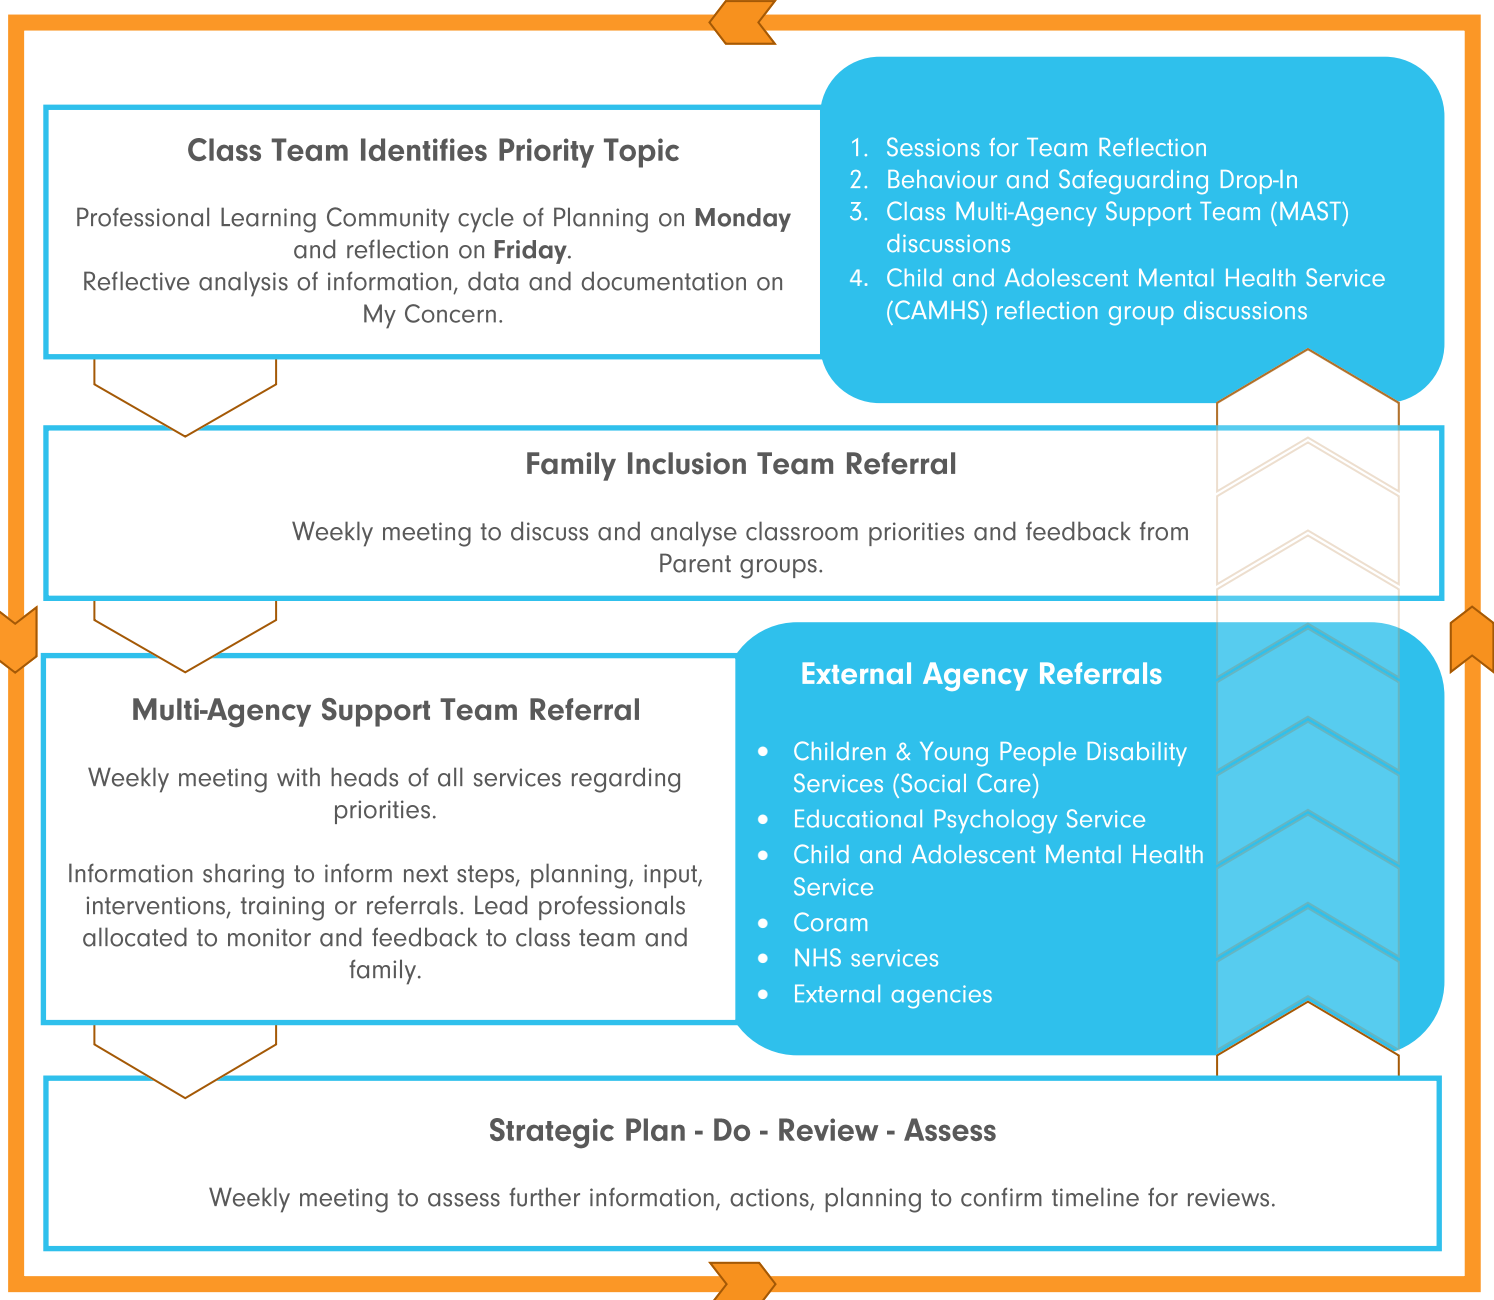 Class Team Identifies Priority Topic
Professional Learning Community cycle of Planning on Monday
and reflection on Friday.
Reflective analysis of information, data and documentation on
My Concern.
1. Sessions for Team Reflection
2. Behaviour and Safeguarding Drop-In
3. Class Multi-Agency Support Team (MAST)
discussions
4. Child and Adolescent Mental Health Service
(CAMHS) reflection group discussions
Family Inclusion Team Referral
Weekly meeting to discuss and analyse classroom priorities and feedback from
Parent groups.
Multi-Agency Support Team Referral
Weekly meeting with heads of all services regarding
priorities.
Information sharing to inform next steps, planning, input,
interventions, training or referrals. Lead professionals
allocated to monitor and feedback to class team and
family.
External Agency Referrals
• Children & Young People Disability
Services (Social Care)
• Educational Psychology Service
• Child and Adolescent Mental Health
Service
• Coram
• NHS services
• External agencies
Strategic Plan - Do - Review - Assess
Weekly meeting to assess further information, actions, planning to confirm timeline for reviews.